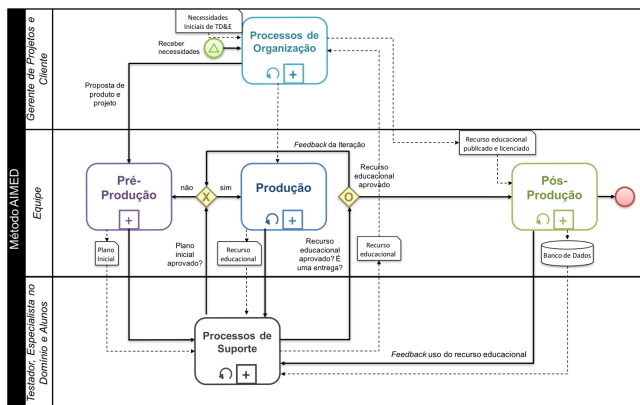 Método AIMED
Gerente de Projetos e
Cliente
Necessidades
Iniciais de TD&E
Receber
necessidades
Processos de
Organização
Proposta de
produto e
projeto
Equipe
Pré-
Produção
não
X
sim
Produção
Feedback da Iteração
Recurso
educacional
aprovado
O
Recurso educacional
publicado e licenciado
Pós-
Produção
Plano
Inicial
Plano
inicial
aprovado?
Recurso
educacional
Recurso
educacional
aprovado? É
uma entrega?
Recurso
educacional
Banco de Dados
Testador, Especialista no
Domínio e Alunos
Processos de
Suporte
Feedback uso do recurso educacional